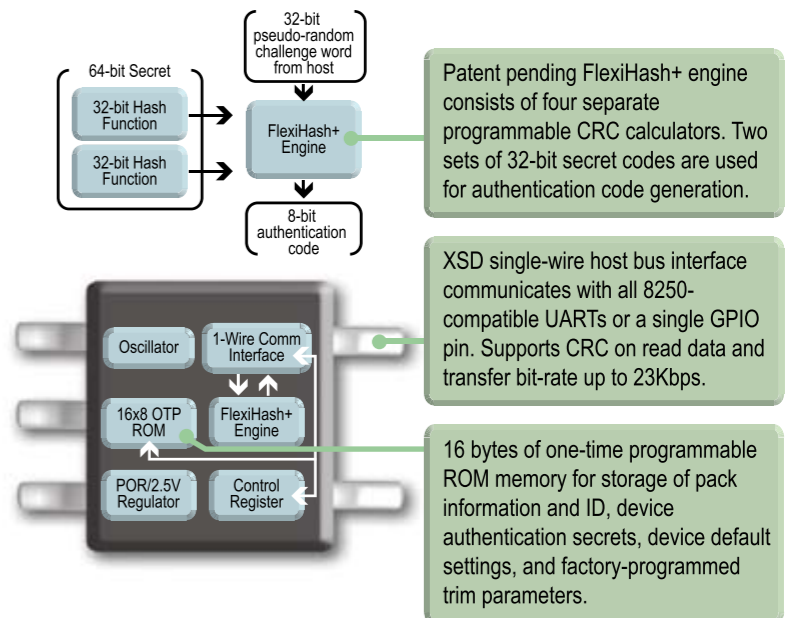 32-bit
pseudo-random
challenge word
from host
64-bit Secret
32-bit Hash
Function
32-bit Hash
Function
FlexiHash+
Engine
8-bit
authentication
code
Patent pending FlexiHash+ engine
consists of four separate
programmable CRC calculators. Two
sets of 32-bit secret codes are used
for authentication code generation.
Oscillator
1-Wire Comm
Interface
16x8 OTP
ROM
FlexiHash+
Engine
POR/2.5V
Regulator
Control
Register
XSD single-wire host bus interface
communicates with all 8250-
compatible UARTs or a single GPIO
pin. Supports CRC on read data and
transfer bit-rate up to 23Kbps.
16 bytes of one-time programmable
ROM memory for storage of pack
information and ID, device
authentication secrets, device default
settings, and factory-programmed
trim parameters.